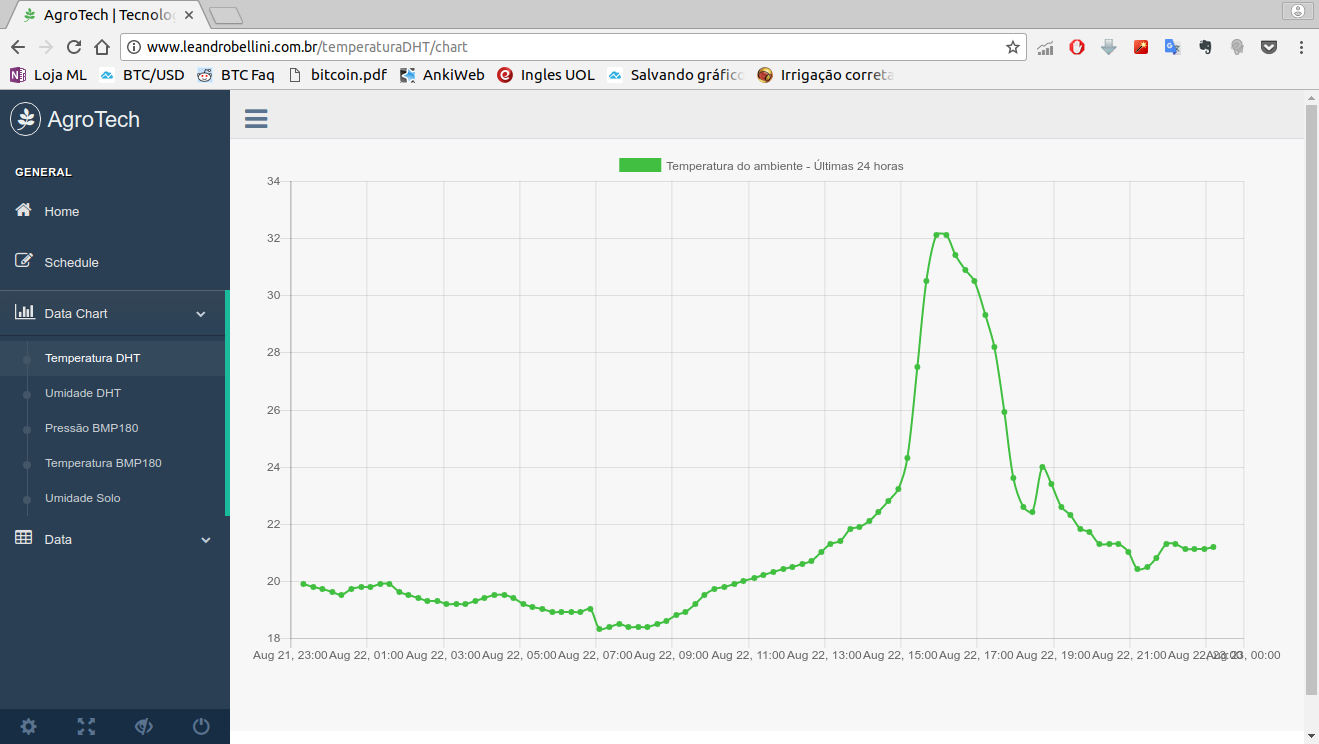 AgroTech | Tecnolo
www.leandrobellini.com.br/temperaturaDHT/chart
Loja ML BTC/USD BTC Faq bitcoin.pdf AnkiWeb Ingles UOL Salvando gráfico Irrigação correta
AgroTech
GENERAL
Home
Schedule
Data Chart
Temperatura DHT
Umidade DHT
Pressão BMP180
Temperatura BMP180
Umidade Solo
Data
Temperatura do ambiente - Últimas 24 horas
34
32
30
28
26
24
22
20
18
Aug 21, 23:00 Aug 22, 01:00 Aug 22, 03:00 Aug 22, 05:00 Aug 22, 07:00 Aug 22, 09:00 Aug 22, 11:00 Aug 22, 13:00 Aug 22, 15:00 Aug 22, 17:00 Aug 22, 19:00 Aug 22, 21:00 Aug 22, 23:00 Aug 23, 00:00